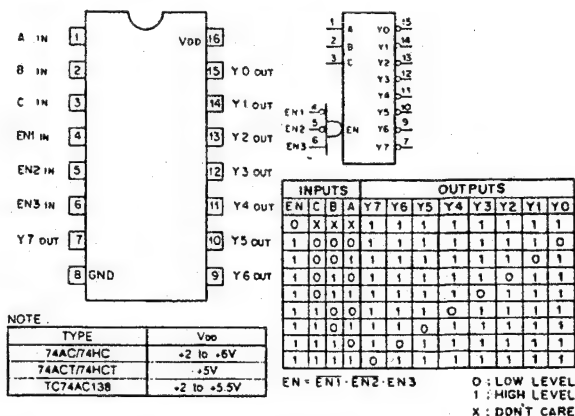 A IN 1 VDD 16
B IN 2 15 Y0 OUT
C IN 3 14 Y1 OUT
EN1 IN 4 13 Y2 OUT
EN2 IN 5 12 Y3 OUT
EN3 IN 6 11 Y4 OUT
Y7 OUT 7 10 Y5 OUT
8 GND 9 Y6 OUT
1 A Y0 15
2 B Y1 14
3 C Y2 13
Y3 12
Y4 11
EN1 4 Y5 10
EN2 5 EN Y6 9
EN3 6 Y7 7
INPUTS OUTPUTS
EN C B A Y7 Y6 Y5 Y4 Y3 Y2 Y1 Y0
0 X X X 1 1 1 1 1 1 1 1
1 0 0 0 1 1 1 1 1 1 1 0
1 0 0 1 1 1 1 1 1 1 0 1
1 0 1 0 1 1 1 1 1 0 1 1
1 0 1 1 1 1 1 1 0 1 1 1
1 1 0 0 1 1 1 0 1 1 1 1
1 1 0 1 1 1 0 1 1 1 1 1
1 1 1 0 1 0 1 1 1 1 1 1
1 1 1 1 0 1 1 1 1 1 1 1
EN = E̅N̅1̅·E̅N̅2̅·EN3
0 : LOW LEVEL
1 : HIGH LEVEL
X : DON'T CARE
NOTE.
TYPE VDD
74AC/74HC +2 to +6V
74ACT/74HCT +5V
TC74AC138 +2 to +5.5V